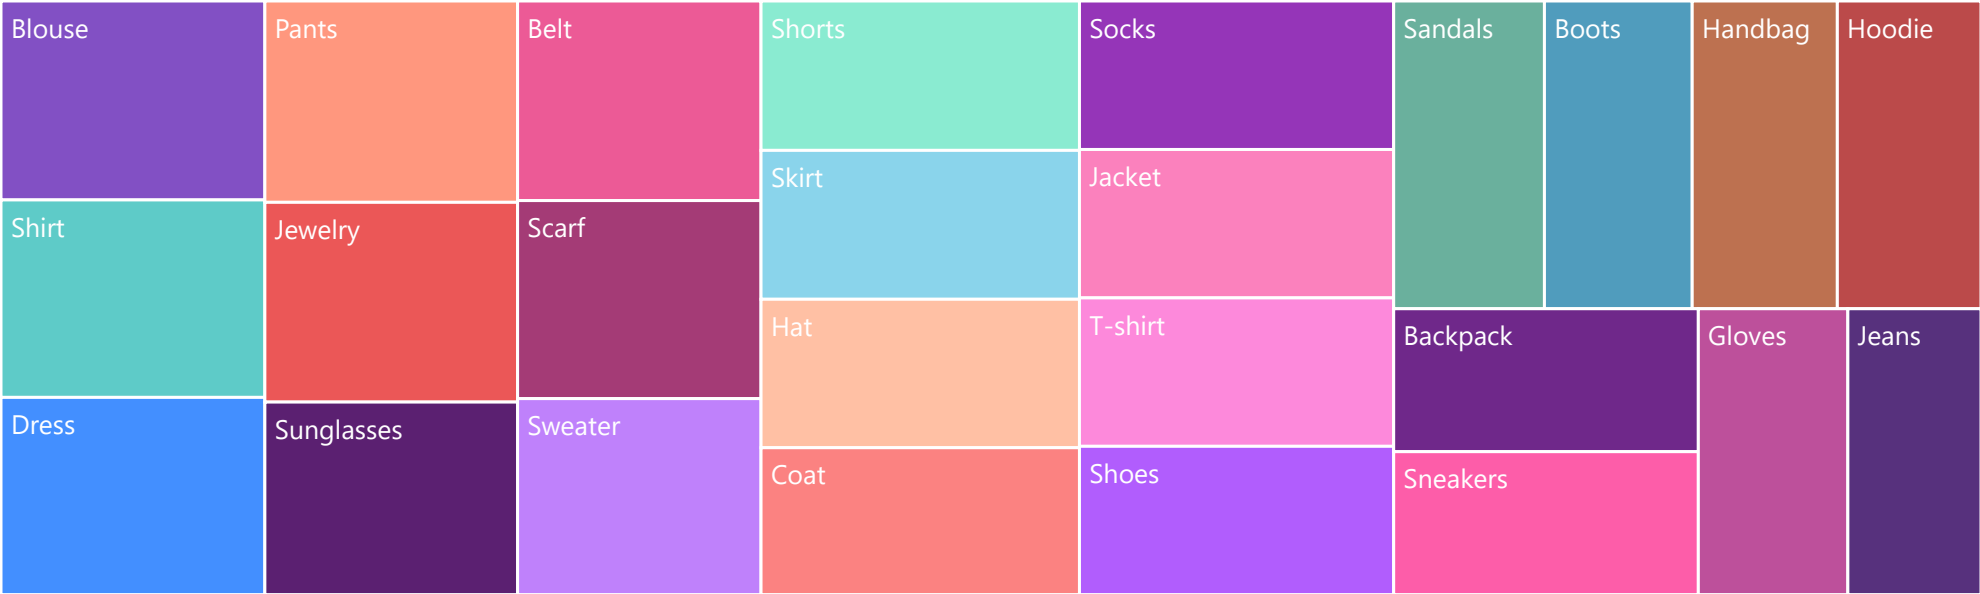 Blouse
Shirt
Dress
Pants
Jewelry
Sunglasses
Belt
Scarf
Sweater
Shorts
Skirt
Hat
Coat
Socks
Jacket
T-shirt
Shoes
Sandals
Boots
Handbag
Hoodie
Backpack
Sneakers
Gloves
Jeans